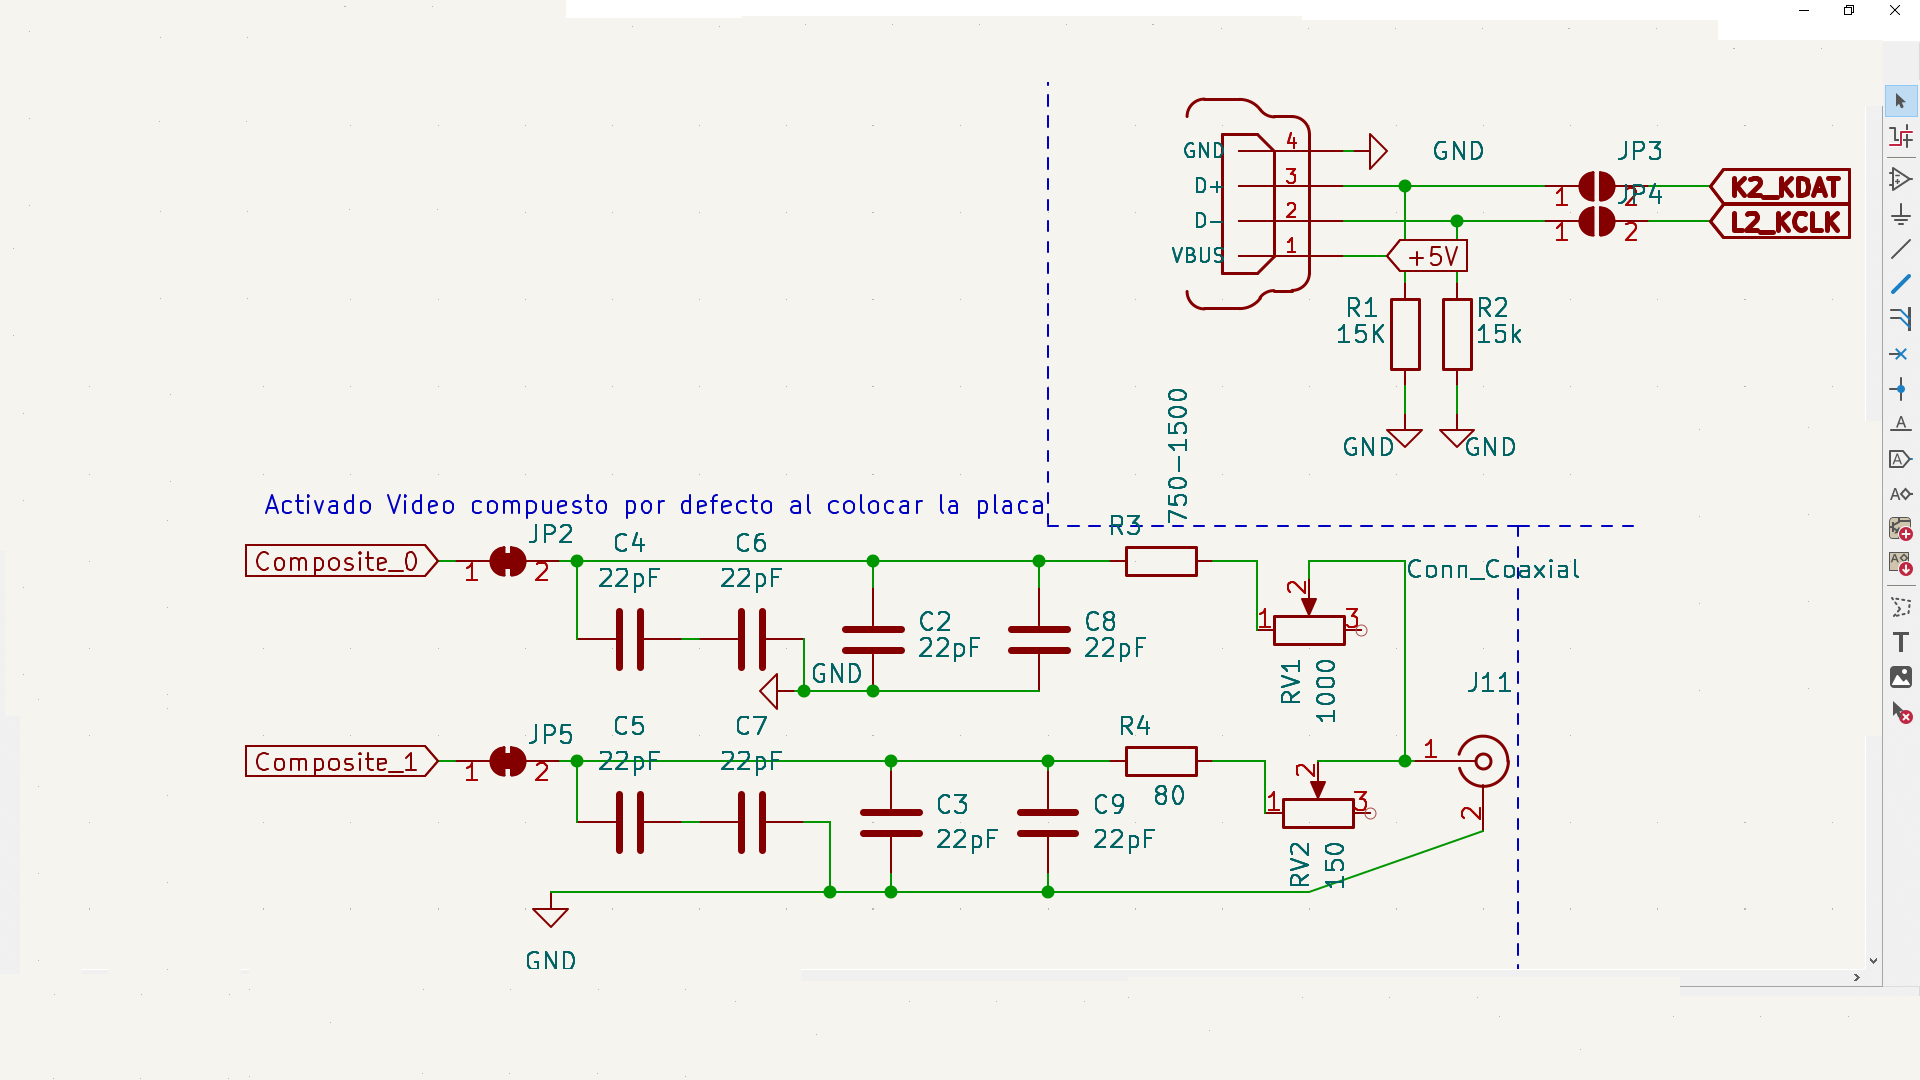 GND 4 GND JP3
D+ 3 1 2 K2_KDAT
JP4
D- 2 1 2 L2_KCLK
VBUS 1 +5V
R1 R2
15K 15k
GND GND
750-1500
Activado Video compuesto por defecto al colocar la placa
JP2 C4 C6 R3
Composite_0 1 2 22pF 22pF Conn_Coaxial
2
C2 C8 1 3
22pF 22pF
GND RV1 1000 J11
JP5 C5 C7 R4
Composite_1 1 2 22pF 22pF 1
2
80
C3 C9 1 3 2
22pF 22pF
RV2 150
GND
A
A
A
A
T